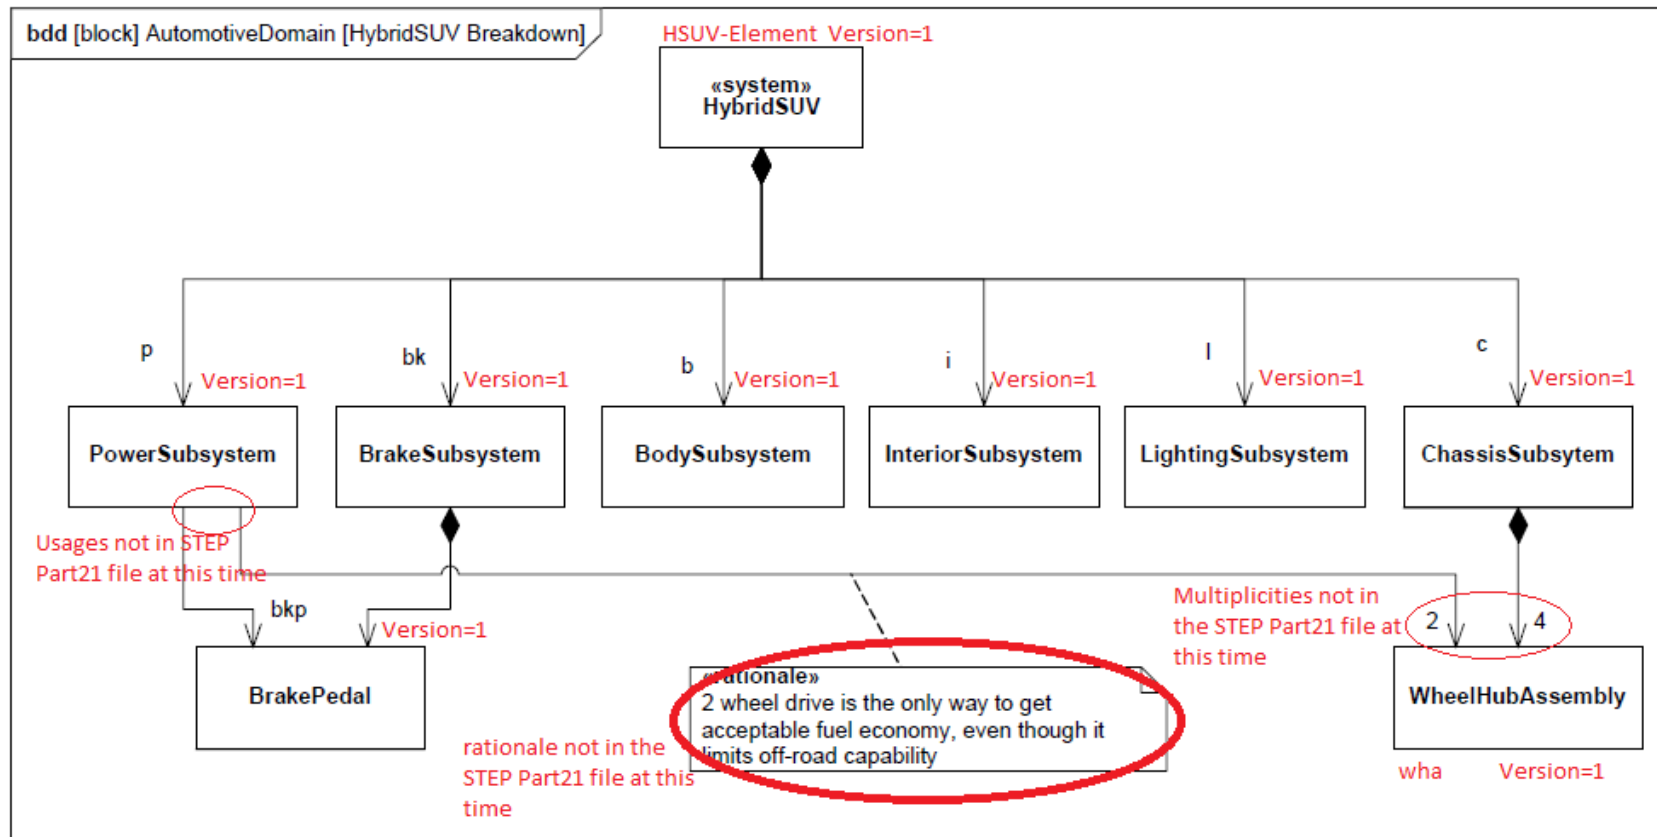 bdd [block] AutomotiveDomain [HybridSUV Breakdown]
HSUV-Element Version=1
«system»
HybridSUV
p
bk
b
i
l
c
Version=1
Version=1
Version=1
Version=1
Version=1
Version=1
PowerSubsystem
BrakeSubsystem
BodySubsystem
InteriorSubsystem
LightingSubsystem
ChassisSubsytem
Usages not in STEP
Part21 file at this time
bkp
Version=1
BrakePedal
Multiplicities not in
the STEP Part21 file at
this time
2
4
WheelHubAssembly
wha
Version=1
«rationale»
2 wheel drive is the only way to get
acceptable fuel economy, even though it
limits off-road capability
rationale not in the
STEP Part21 file at this
time